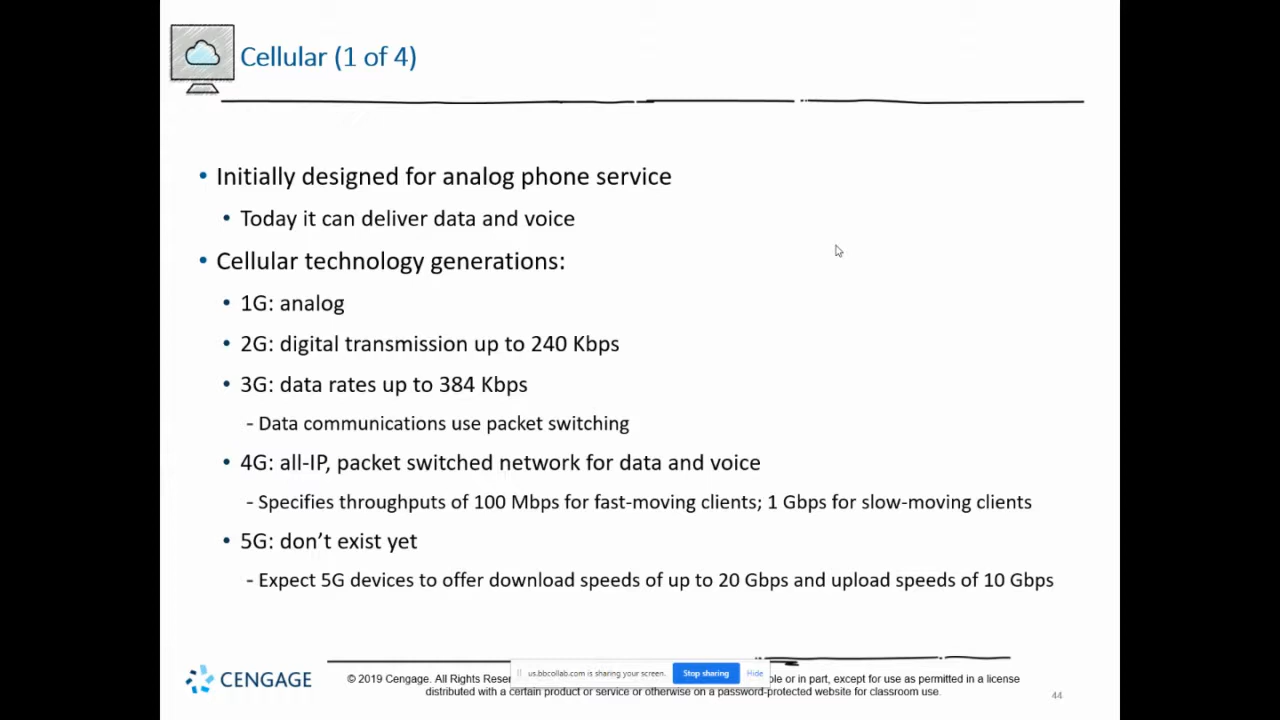 Cellular (1 of 4)
• Initially designed for analog phone service
• Today it can deliver data and voice
• Cellular technology generations:
• 1G: analog
• 2G: digital transmission up to 240 Kbps
• 3G: data rates up to 384 Kbps
- Data communications use packet switching
• 4G: all-IP, packet switched network for data and voice
- Specifies throughputs of 100 Mbps for fast-moving clients; 1 Gbps for slow-moving clients
• 5G: don’t exist yet
- Expect 5G devices to offer download speeds of up to 20 Gbps and upload speeds of 10 Gbps
CENGAGE
© 2019 Cengage. All Rights
us.bbcollab.com is sharing your screen. Stop sharing Hide
or in part, except for use as permitted in a license
distributed with a certain product or service or otherwise on a password-protected website for classroom use.
44